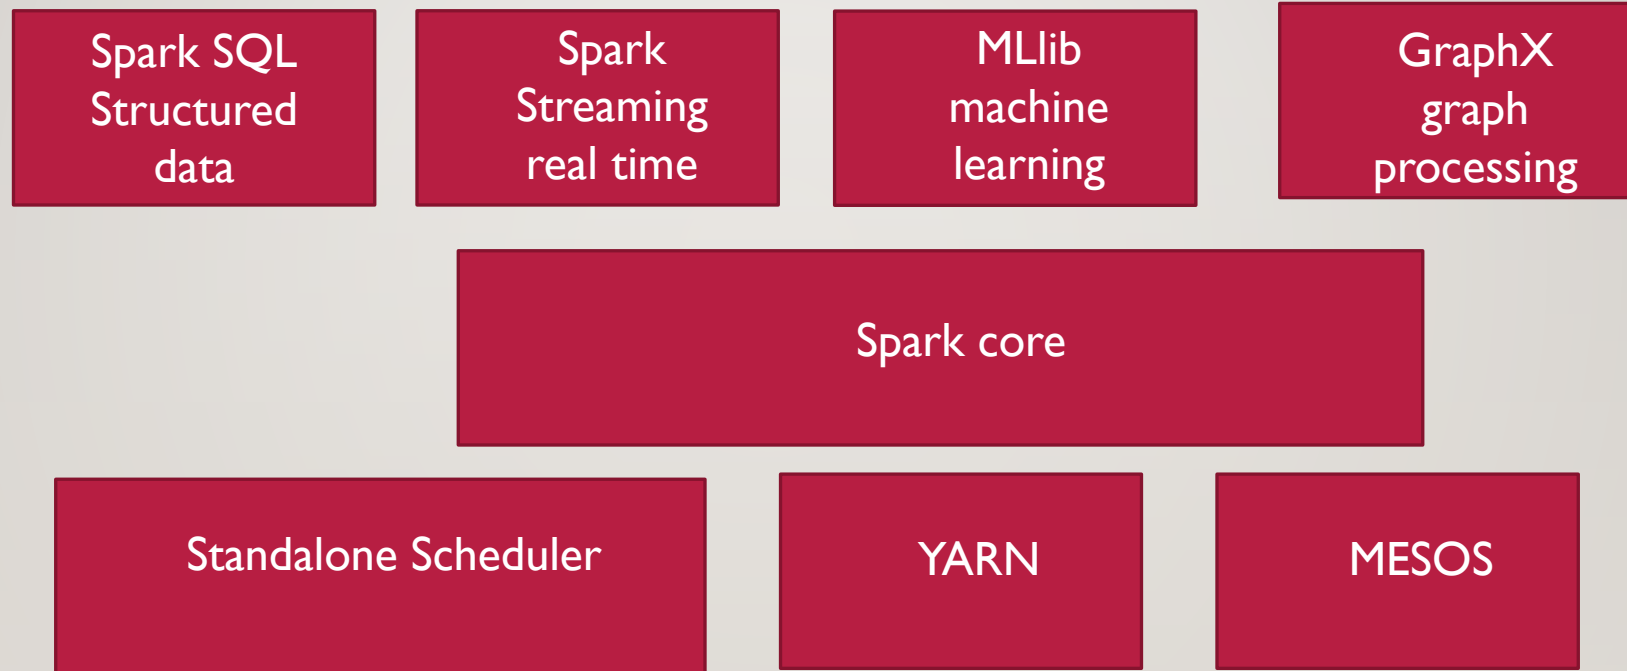 Spark SQL
Structured
data
Spark
Streaming
real time
MLlib
machine
learning
GraphX
graph
processing
Spark core
Standalone Scheduler
YARN
MESOS